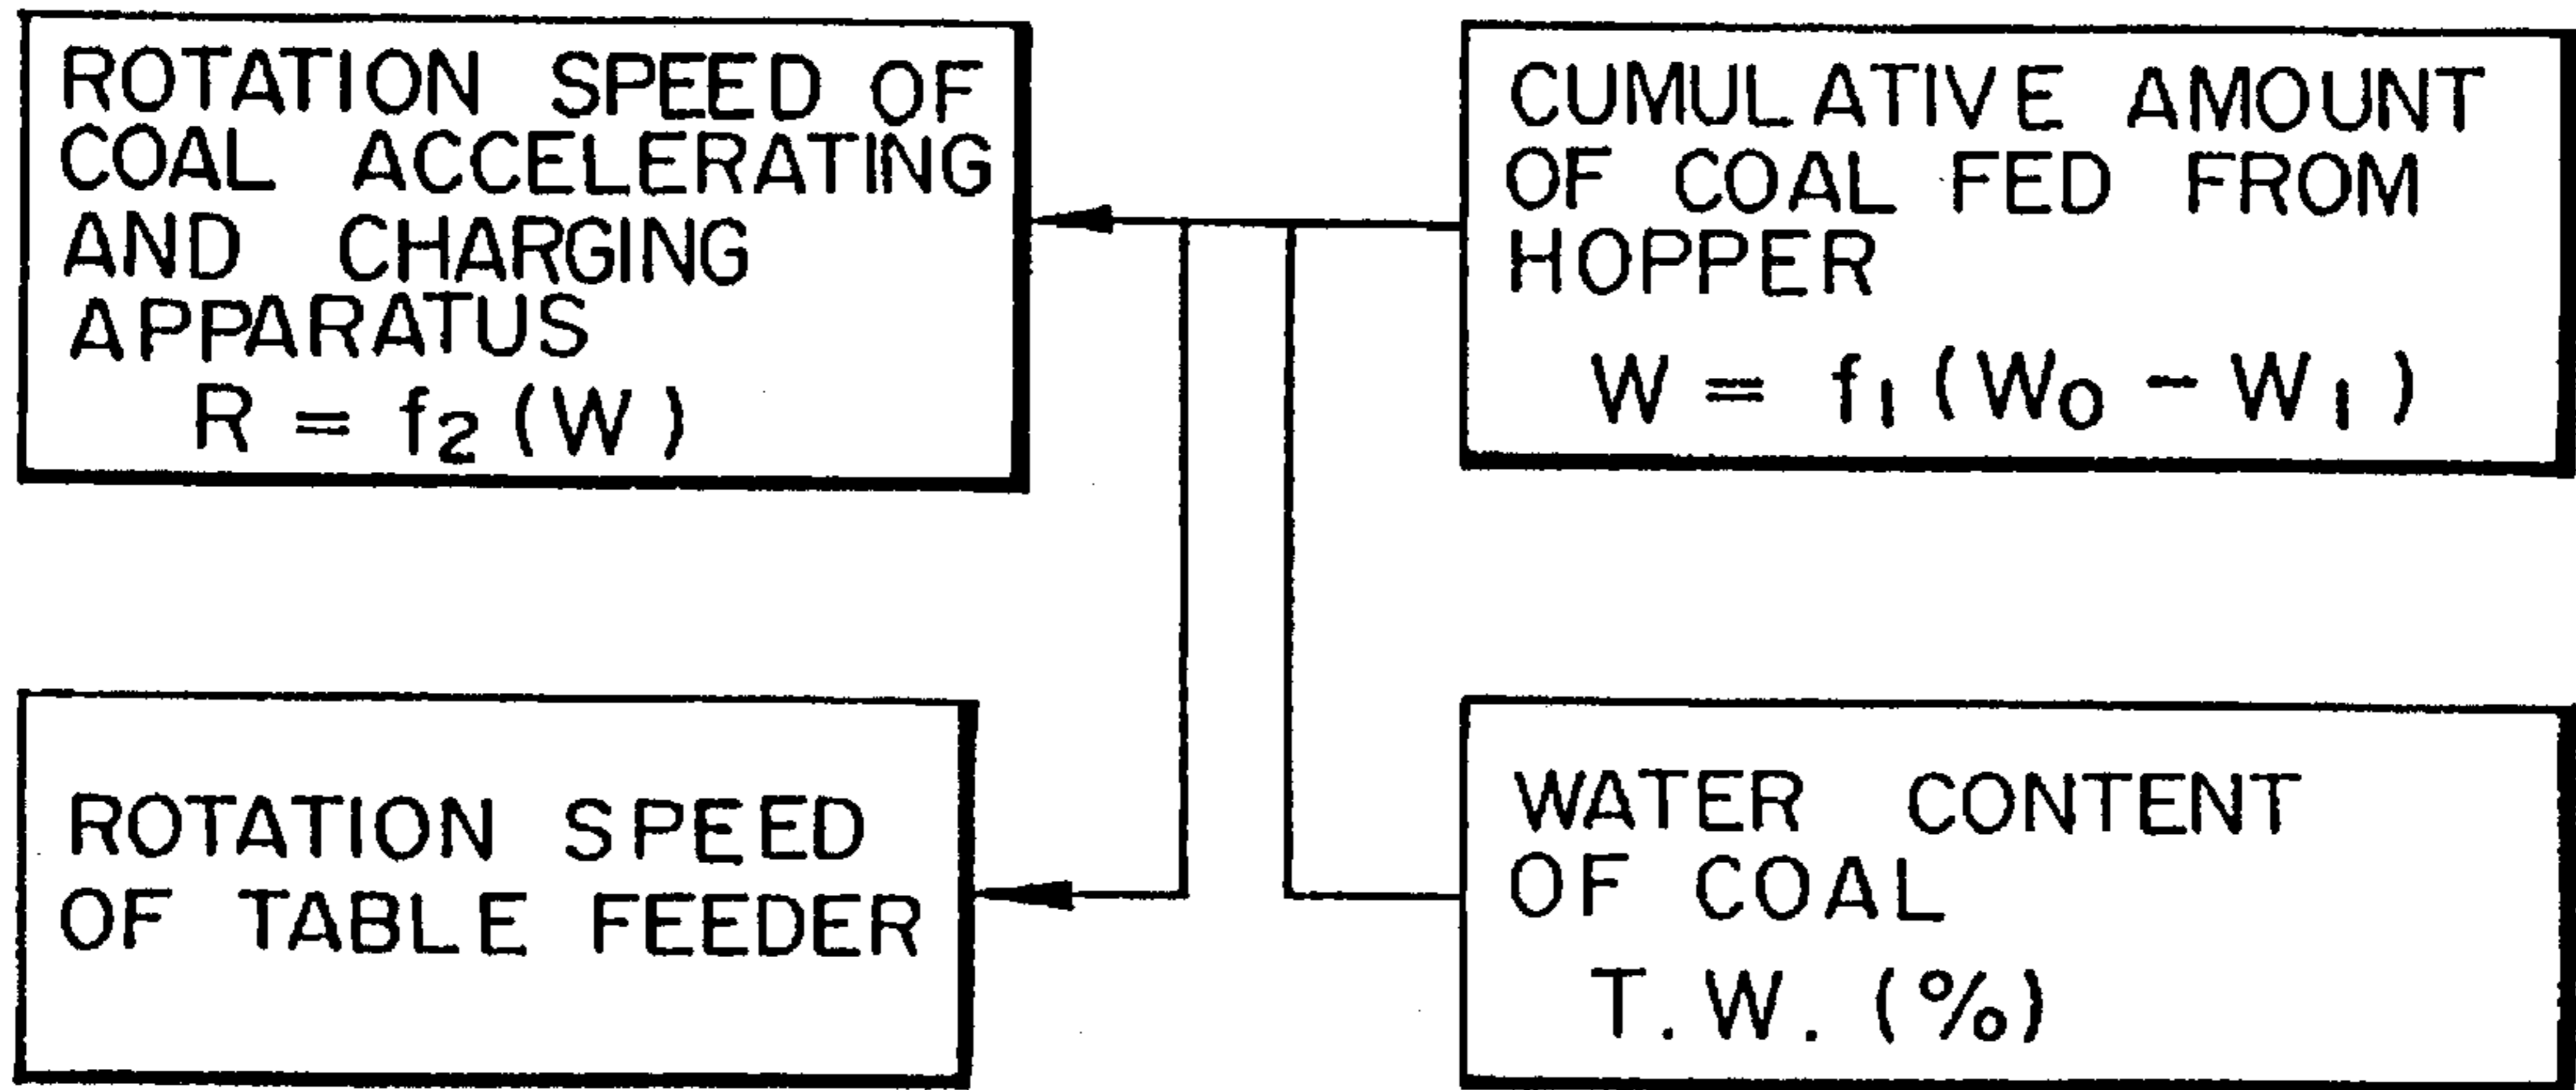 ROTATION SPEED OF
COAL ACCELERATING
AND CHARGING
APPARATUS
R = f2 (W)
CUMULATIVE AMOUNT
OF COAL FED FROM
HOPPER
W = f1 (W0 - W1)
ROTATION SPEED
OF TABLE FEEDER
WATER CONTENT
OF COAL
T.W. (%)